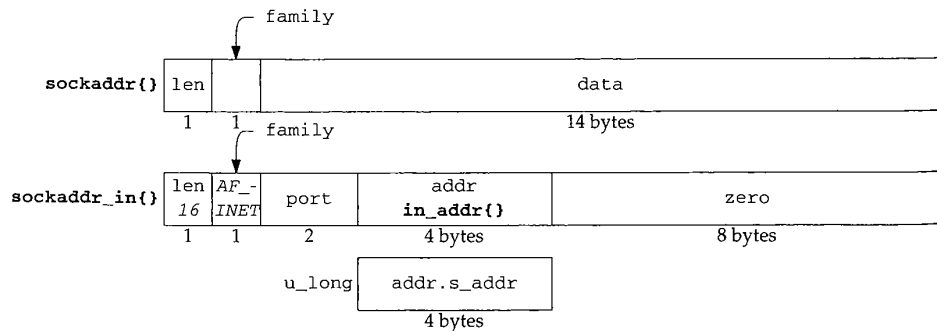 family
sockaddr{} len data
1 1 14 bytes
family
sockaddr_in{} len 16 AF_- INET port addr in_addr{} zero
1 1 2 4 bytes 8 bytes
u_long addr.s_addr
4 bytes